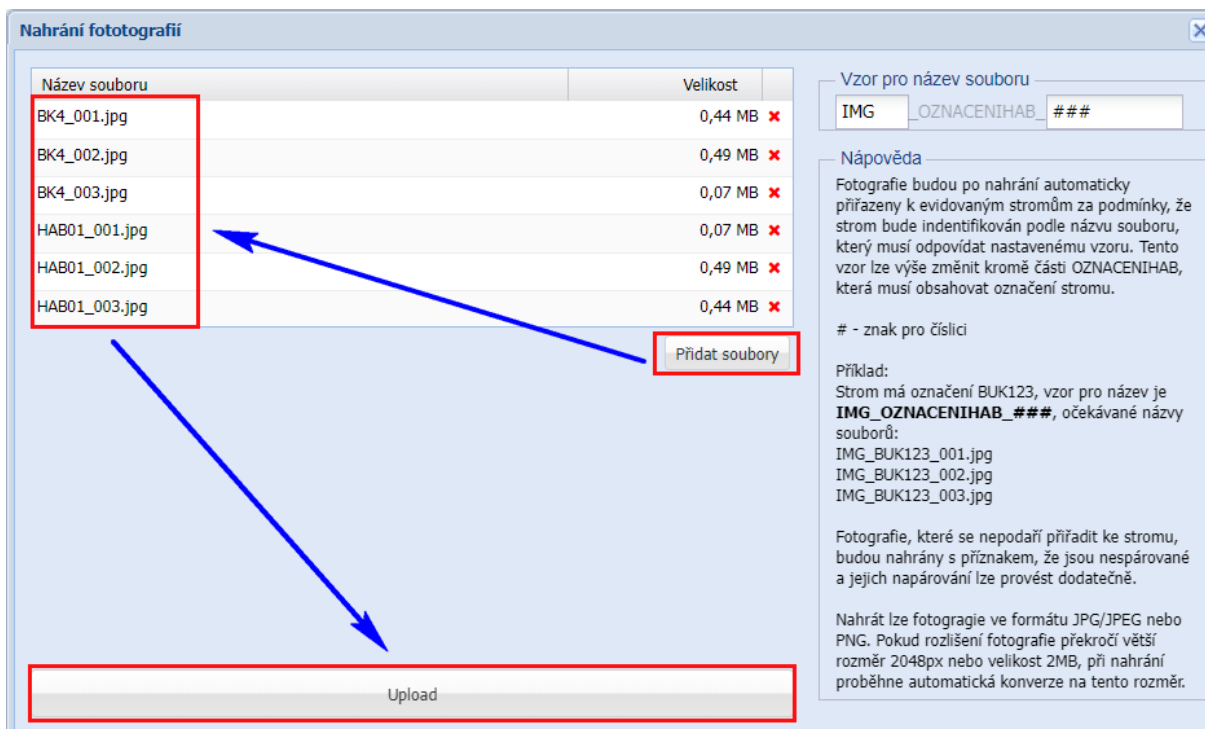 Nahrání fototografií
Název souboru Velikost
BK4_001.jpg 0,44 MB
BK4_002.jpg 0,49 MB
BK4_003.jpg 0,07 MB
HAB01_001.jpg 0,07 MB
HAB01_002.jpg 0,49 MB
HAB01_003.jpg 0,44 MB
Přidat soubory
Upload
Vzor pro název souboru
IMG _OZNACENIHAB_ ###
Nápověda
Fotografie budou po nahrání automaticky
přiřazeny k evidovaným stromům za podmínky, že
strom bude indentifikován podle názvu souboru,
který musí odpovídat nastavenému vzoru. Tento
vzor lze výše změnit kromě části OZNACENIHAB,
která musí obsahovat označení stromu.
# - znak pro číslici
Příklad:
Strom má označení BUK123, vzor pro název je
IMG_OZNACENIHAB_###, očekávané názvy
souborů:
IMG_BUK123_001.jpg
IMG_BUK123_002.jpg
IMG_BUK123_003.jpg
Fotografie, které se nepodaří přiřadit ke stromu,
budou nahrány s příznakem, že jsou nespárované
a jejich napárování lze provést dodatečně.
Nahrát lze fotogragie ve formátu JPG/JPEG nebo
PNG. Pokud rozlišení fotografie překročí větší
rozměr 2048px nebo velikost 2MB, při nahrání
proběhne automatická konverze na tento rozměr.